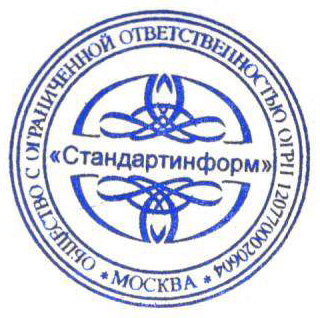 ОБЩЕСТВО С ОГРАНИЧЕННОЙ ОТВЕТСТВЕННОСТЬЮ ОГРН 1207700020604
«Стандартинформ»
* МОСКВА *